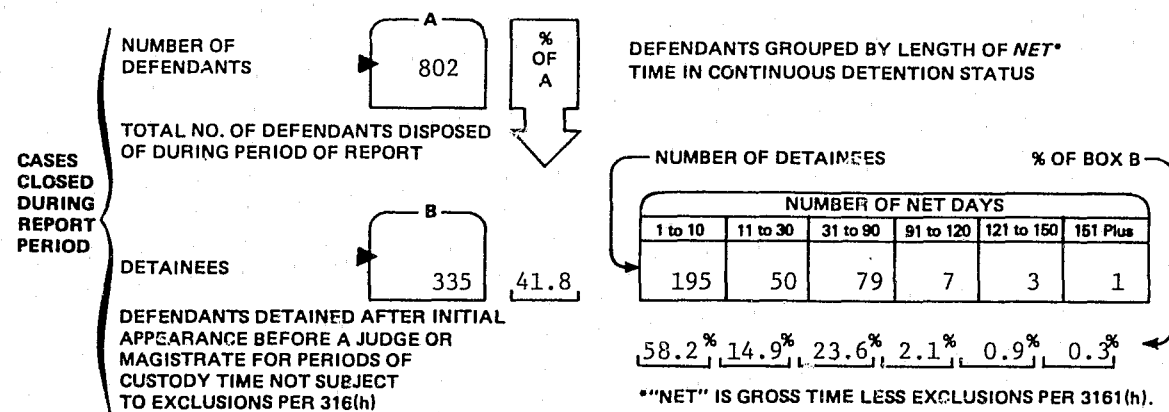 A
NUMBER OF
DEFENDANTS
802
%
OF
A
TOTAL NO. OF DEFENDANTS DISPOSED
OF DURING PERIOD OF REPORT
CASES
CLOSED
DURING
REPORT
PERIOD
B
DETAINEES
335 41.8
DEFENDANTS DETAINED AFTER INITIAL
APPEARANCE BEFORE A JUDGE OR
MAGISTRATE FOR PERIODS OF
CUSTODY TIME NOT SUBJECT
TO EXCLUSIONS PER 316(h)
DEFENDANTS GROUPED BY LENGTH OF NET*
TIME IN CONTINUOUS DETENTION STATUS
NUMBER OF DETAINEES % OF BOX B
NUMBER OF NET DAYS
1 to 10 11 to 30 31 to 90 91 to 120 121 to 150 151 Plus
195 50 79 7 3 1
58.2% 14.9% 23.6% 2.1% 0.9% 0.3%
*"NET" IS GROSS TIME LESS EXCLUSIONS PER 3161(h).